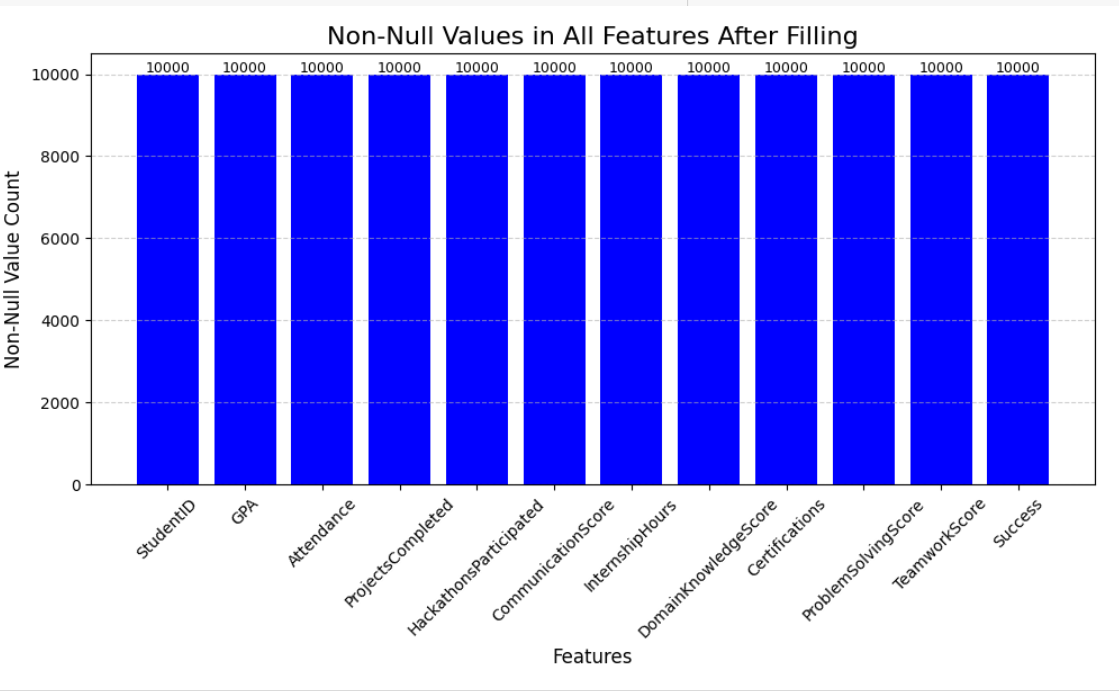 Non-Null Values in All Features After Filling
10000 10000 10000 10000 10000 10000 10000 10000 10000 10000 10000 10000
10000
8000
6000
4000
2000
0
Non-Null Value Count
StudentID
GPA
Attendance
ProjectsCompleted
HackathonsParticipated
CommunicationScore
InternshipHours
DomainKnowledgeScore
Certifications
ProblemSolvingScore
TeamworkScore
Success
Features